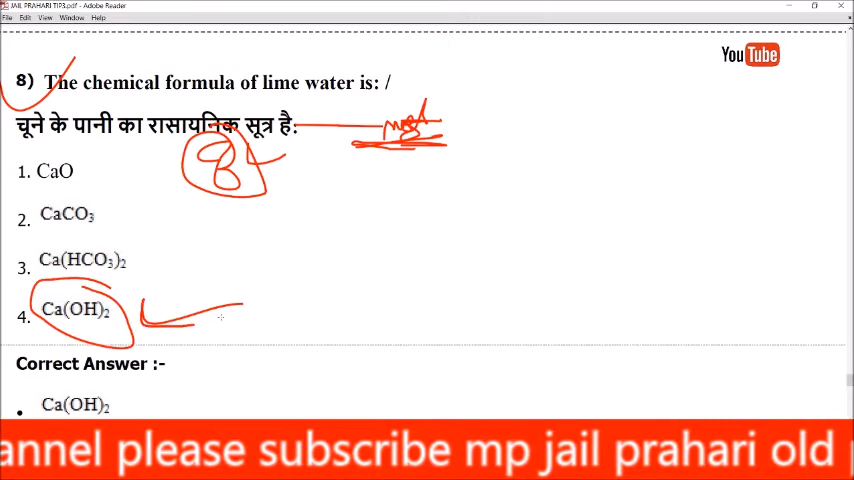 JAIL PRAHARI TIP3.pdf - Adobe Reader
File Edit View Window Help
YouTube
8) The chemical formula of lime water is: /
चूने के पानी का रासायनिक सूत्र है:
1. CaO
2. CaCO₃
3. Ca(HCO₃)₂
4. Ca(OH)₂
Correct Answer :-
• Ca(OH)₂
annel please subscribe mp jail prahari old p